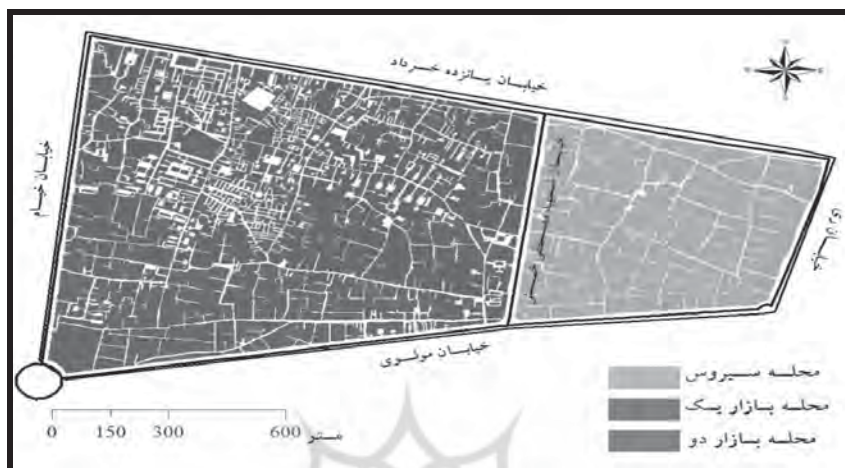 خیابان پانزده خرداد
خیابان خیام
خیابان ری
خیابان مولوی
محله سیروس
محله بازار یک
محله بازار دو
0 150 300 600 متر